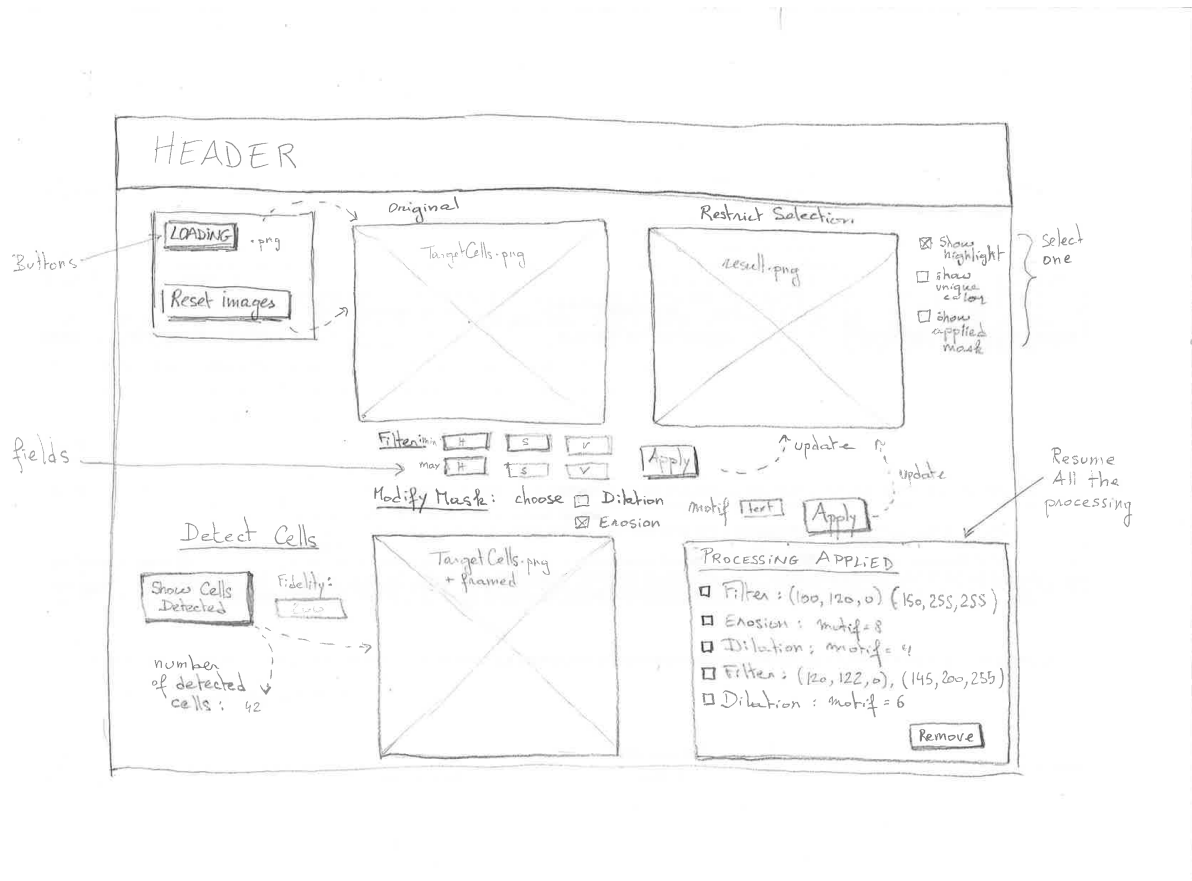 HEADER
Original
Restrict Selection
LOADING
.png
Buttons
Reset images
TargetCells.png
result.png
Show
highlight
show
unique
color
show
applied
mask
Select
one
fields
Filter: min H S V
max H S V
Apply
update
update
Modify Mask: choose Dilation
Erosion
motif text Apply
Resume
All the
processing
Detect Cells
Show Cells
Detected
Fidelity:
number
of detected
cells: 42
TargetCells.png
+ framed
PROCESSING APPLIED
Filter: (100, 120, 0) (150, 255, 255)
Erosion: motif = 8
Dilation: motif = 4
Filter: (120, 122, 0), (145, 200, 255)
Dilation: motif = 6
Remove